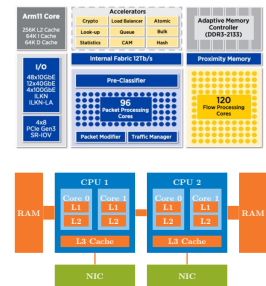 Arm11 Core
256K L2 Cache
64K I Cache
64K D Cache
Accelerators
Crypto
Load Balancer
Atomic
Look-up
Queue
Bulk
Statistics
CAM
Hash
Adaptive Memory
Controller
(DDR3-2133)
I/O
48x10GbE
12x40GbE
4x100GbE
ILKN
ILKN-LA
4x8
PCIe Gen3
SR-IOV
Internal Fabric 12Tb/s
Pre-Classifier
96
Packet Processing
Cores
Packet Modifier
Traffic Manager
Proximity Memory
120
Flow Processing
Cores
RAM
CPU 1
Core 0
Core 1
L1
L1
L2
L2
L3 Cache
CPU 2
Core 0
Core 1
L1
L1
L2
L2
L3 Cache
RAM
NIC
NIC